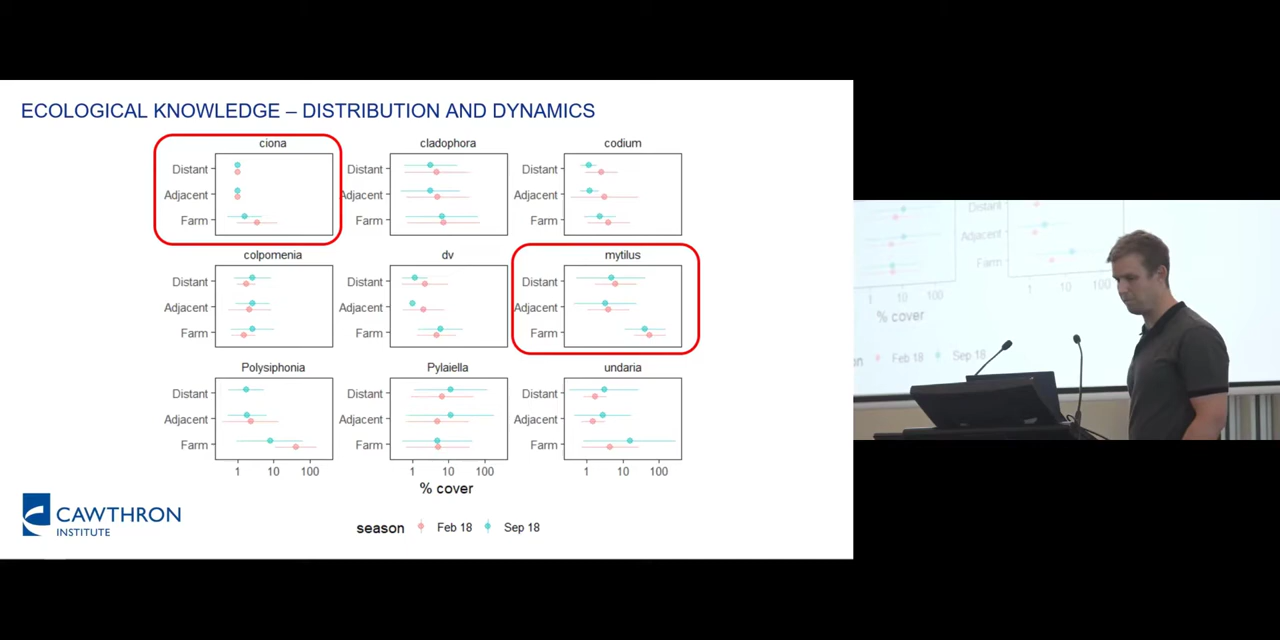 ECOLOGICAL KNOWLEDGE – DISTRIBUTION AND DYNAMICS
ciona
cladophora
codium
Distant
Adjacent
Farm
Distant
Adjacent
Farm
Distant
Adjacent
Farm
colpomenia
dv
mytilus
Distant
Adjacent
Farm
Distant
Adjacent
Farm
Distant
Adjacent
Farm
Polysiphonia
Pylaiella
undaria
Distant
Adjacent
Farm
Distant
Adjacent
Farm
Distant
Adjacent
Farm
1 10 100
1 10 100
1 10 100
% cover
season Feb 18 Sep 18
CAWTHRON
INSTITUTE
Distant
Adjacent
Farm
1 10 100
1 10 100
% cover
Feb 18 Sep 18